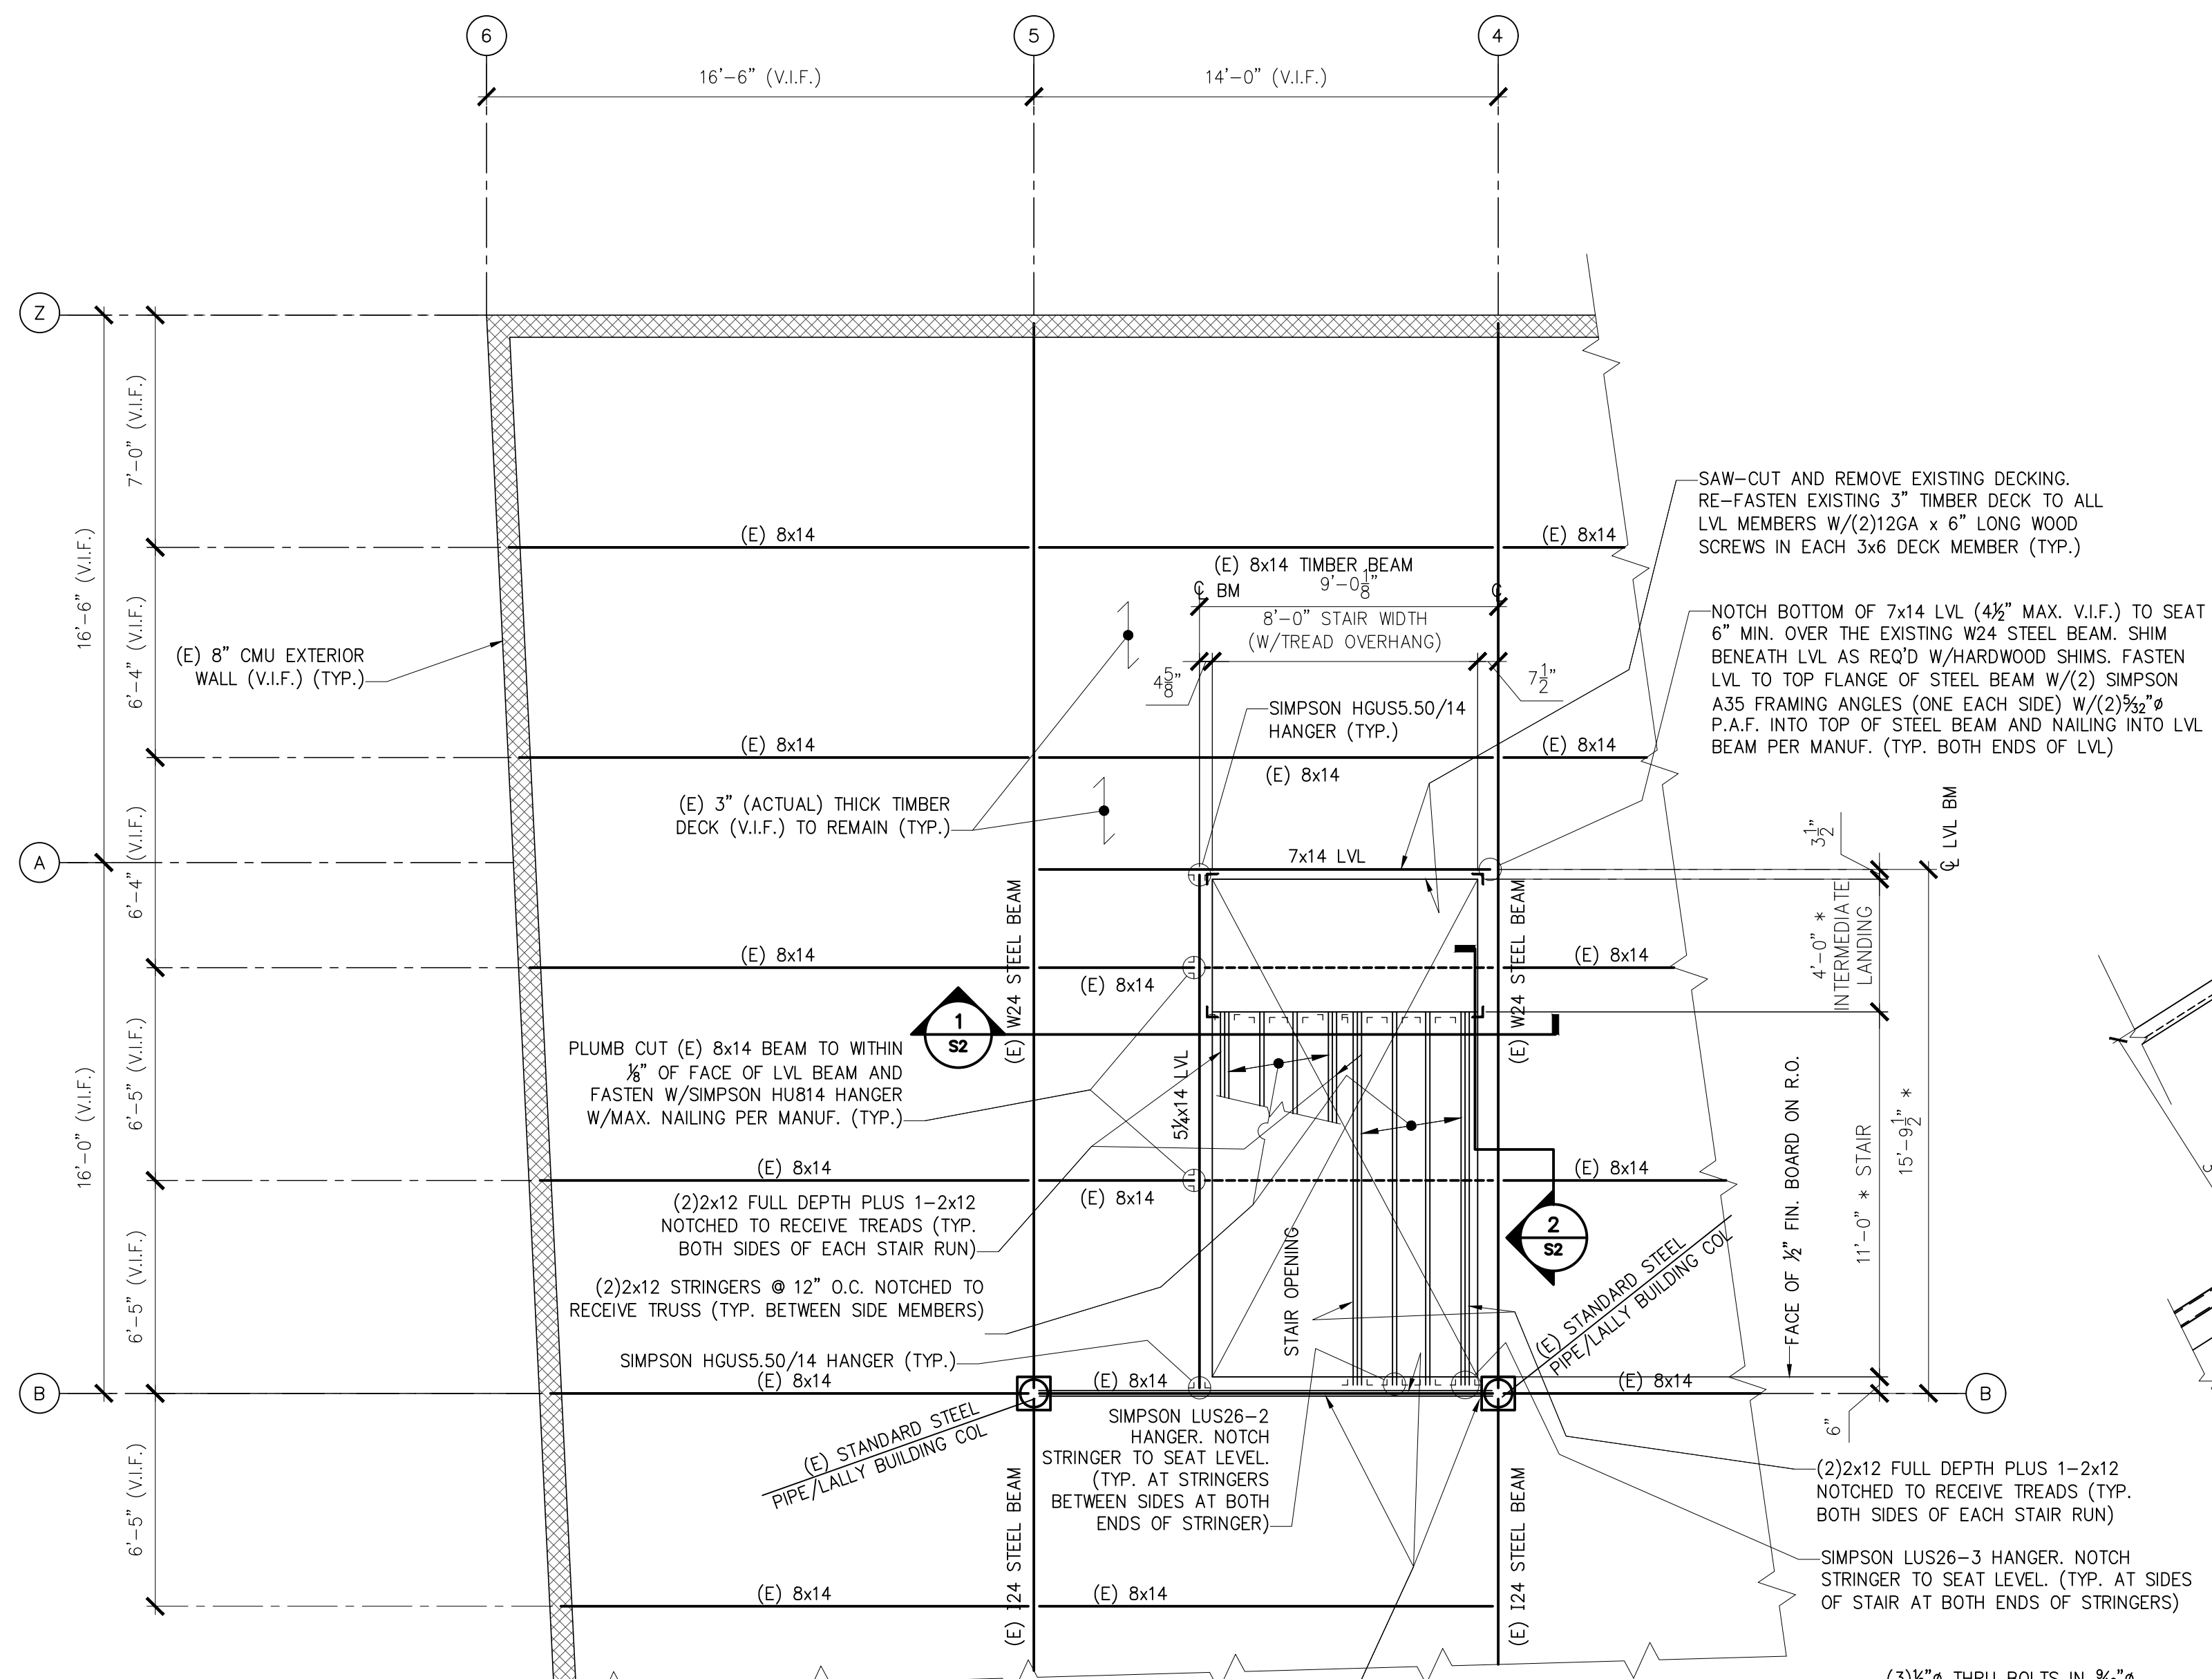 6
5
4
16'-6" (V.I.F.)
14'-0" (V.I.F.)
Z
A
B
B
16'-6" (V.I.F.)
16'-0" (V.I.F.)
7'-0" (V.I.F.)
6'-4" (V.I.F.)
6'-4" (V.I.F.)
6'-5" (V.I.F.)
6'-5" (V.I.F.)
6'-5" (V.I.F.)
(E) 8" CMU EXTERIOR
WALL (V.I.F.) (TYP.)
(E) 8x14
(E) 8x14
(E) 8x14 TIMBER BEAM
℄ BM
9'-0⅛"
℄
8'-0" STAIR WIDTH
(W/TREAD OVERHANG)
4⅝"
7½"
SIMPSON HGUS5.50/14
HANGER (TYP.)
(E) 8x14
(E) 8x14
(E) 8x14
(E) 3" (ACTUAL) THICK TIMBER
DECK (V.I.F.) TO REMAIN (TYP.)
SAW-CUT AND REMOVE EXISTING DECKING.
RE-FASTEN EXISTING 3" TIMBER DECK TO ALL
LVL MEMBERS W/(2)12GA x 6" LONG WOOD
SCREWS IN EACH 3x6 DECK MEMBER (TYP.)
NOTCH BOTTOM OF 7x14 LVL (4½" MAX. V.I.F.) TO SEAT
6" MIN. OVER THE EXISTING W24 STEEL BEAM. SHIM
BENEATH LVL AS REQ'D W/HARDWOOD SHIMS. FASTEN
LVL TO TOP FLANGE OF STEEL BEAM W/(2) SIMPSON
A35 FRAMING ANGLES (ONE EACH SIDE) W/(2)5⁄32"ø
P.A.F. INTO TOP OF STEEL BEAM AND NAILING INTO LVL
BEAM PER MANUF. (TYP. BOTH ENDS OF LVL)
7x14 LVL
(E) W24 STEEL BEAM
(E) W24 STEEL BEAM
3½"
℄ LVL BM
4'-0" *
INTERMEDIATE
LANDING
(E) 8x14
(E) 8x14
(E) 8x14
1
S2
5¼x14 LVL
PLUMB CUT (E) 8x14 BEAM TO WITHIN
⅛" OF FACE OF LVL BEAM AND
FASTEN W/SIMPSON HU814 HANGER
W/MAX. NAILING PER MANUF. (TYP.)
(E) 8x14
(E) 8x14
(E) 8x14
(2)2x12 FULL DEPTH PLUS 1-2x12
NOTCHED TO RECEIVE TREADS (TYP.
BOTH SIDES OF EACH STAIR RUN)
(2)2x12 STRINGERS @ 12" O.C. NOTCHED TO
RECEIVE TRUSS (TYP. BETWEEN SIDE MEMBERS)
SIMPSON HGUS5.50/14 HANGER (TYP.)
STAIR OPENING
2
S2
(E) STANDARD STEEL
PIPE/LALLY BUILDING COL
FACE OF ½" FIN. BOARD ON R.O.
11'-0" * STAIR
15'-9½" *
6"
(E) 8x14
(E) 8x14
(E) 8x14
(E) STANDARD STEEL
PIPE/LALLY BUILDING COL
SIMPSON LUS26-2
HANGER. NOTCH
STRINGER TO SEAT LEVEL.
(TYP. AT STRINGERS
BETWEEN SIDES AT BOTH
ENDS OF STRINGER)
(E) I24 STEEL BEAM
(E) I24 STEEL BEAM
(E) 8x14
(E) 8x14
(2)2x12 FULL DEPTH PLUS 1-2x12
NOTCHED TO RECEIVE TREADS (TYP.
BOTH SIDES OF EACH STAIR RUN)
SIMPSON LUS26-3 HANGER. NOTCH
STRINGER TO SEAT LEVEL. (TYP. AT SIDES
OF STAIR AT BOTH ENDS OF STRINGERS)
THRU BOLTS IN